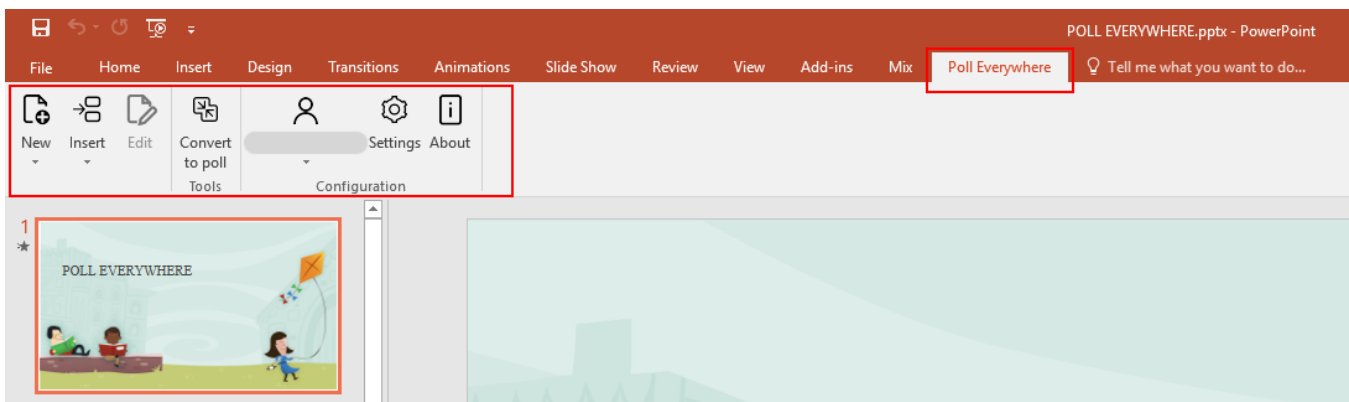 POLL EVERYWHERE.pptx - PowerPoint
File Home Insert Design Transitions Animations Slide Show Review View Add-ins Mix Poll Everywhere Tell me what you want to do...
New Insert Edit Convert to poll Settings About
Tools Configuration
1
POLL EVERYWHERE